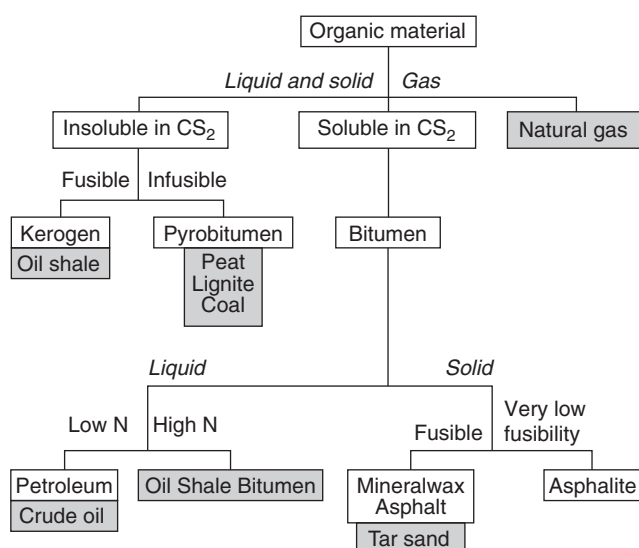 Organic material
Liquid and solid Gas
Insoluble in CS₂ Soluble in CS₂ Natural gas
Fusible Infusible
Kerogen Pyrobitumen Bitumen
Oil shale
Peat
Lignite
Coal
Liquid Solid
Low N High N
Fusible
Very low
fusibility
Petroleum
Crude oil
Oil Shale Bitumen
Mineralwax
Asphalt
Tar sand
Asphalite